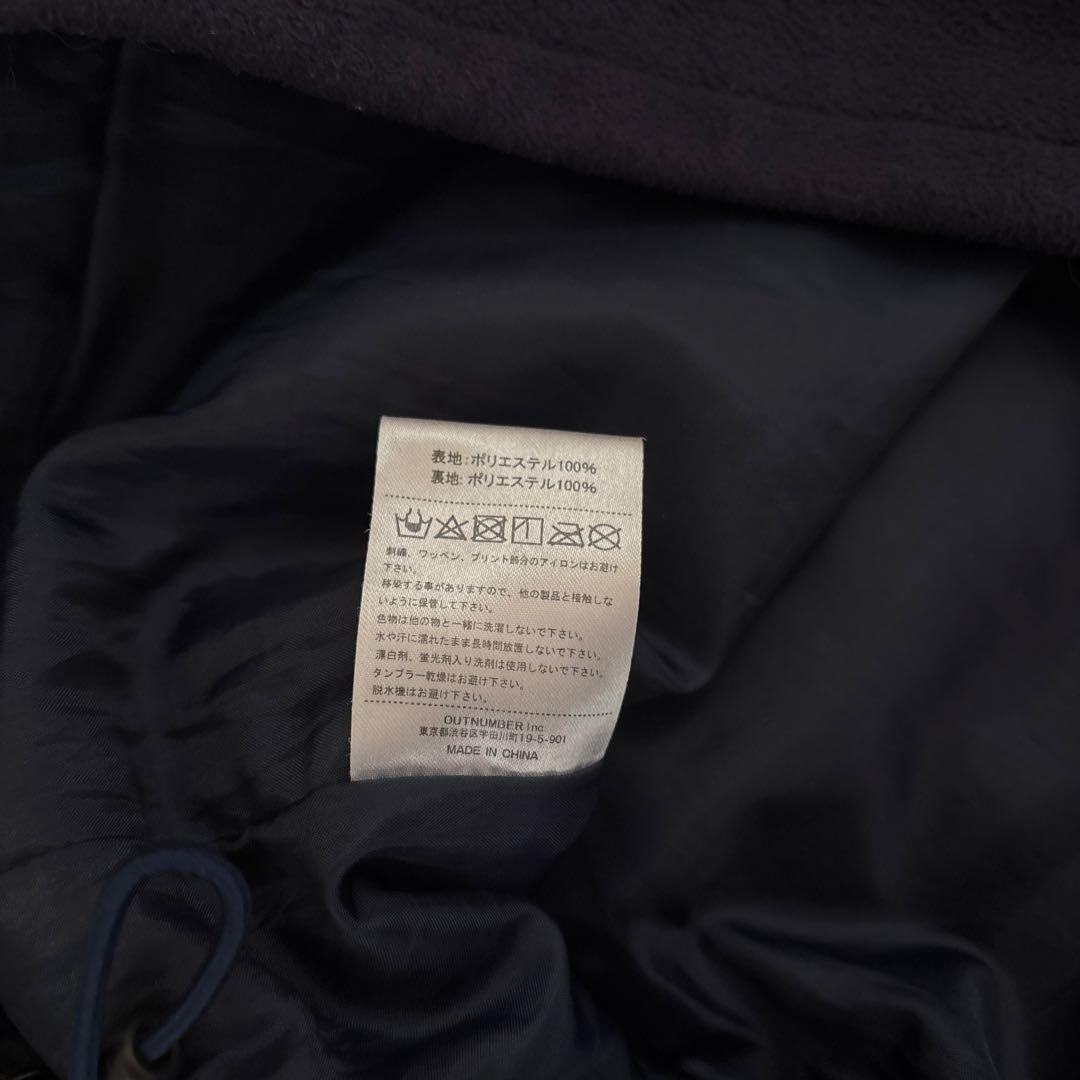 表地:ポリエステル100%
裏地:ポリエステル100%
刺繍、ワッペン、プリント部分のアイロンはお避け
下さい。
移染する事がありますので、他の製品と接触しな
いように保管して下さい。
色物は他の物と一緒に洗濯しないで下さい。
水や汗に濡れたまま長時間放置しないで下さい。
漂白剤、蛍光剤入り洗剤は使用しないで下さい。
タンブラー乾燥はお避け下さい。
脱水機はお避け下さい。
OUTNUMBER Inc.
東京都渋谷区宇田川町19-5-901
MADE IN CHINA